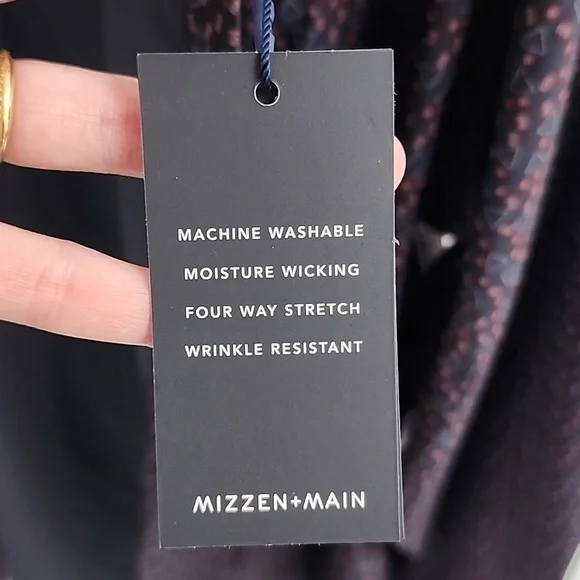 MACHINE WASHABLE
MOISTURE WICKING
FOUR WAY STRETCH
WRINKLE RESISTANT
MIZZEN+MAIN